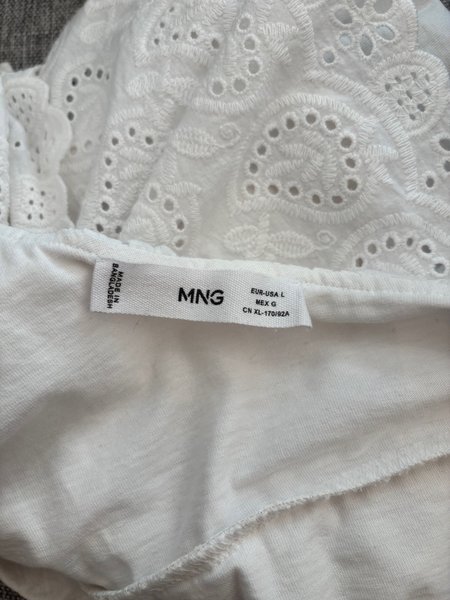 MADE IN
BANGLADESH
MNG
EUR-USA L
MEX G
CN XL-170/92A